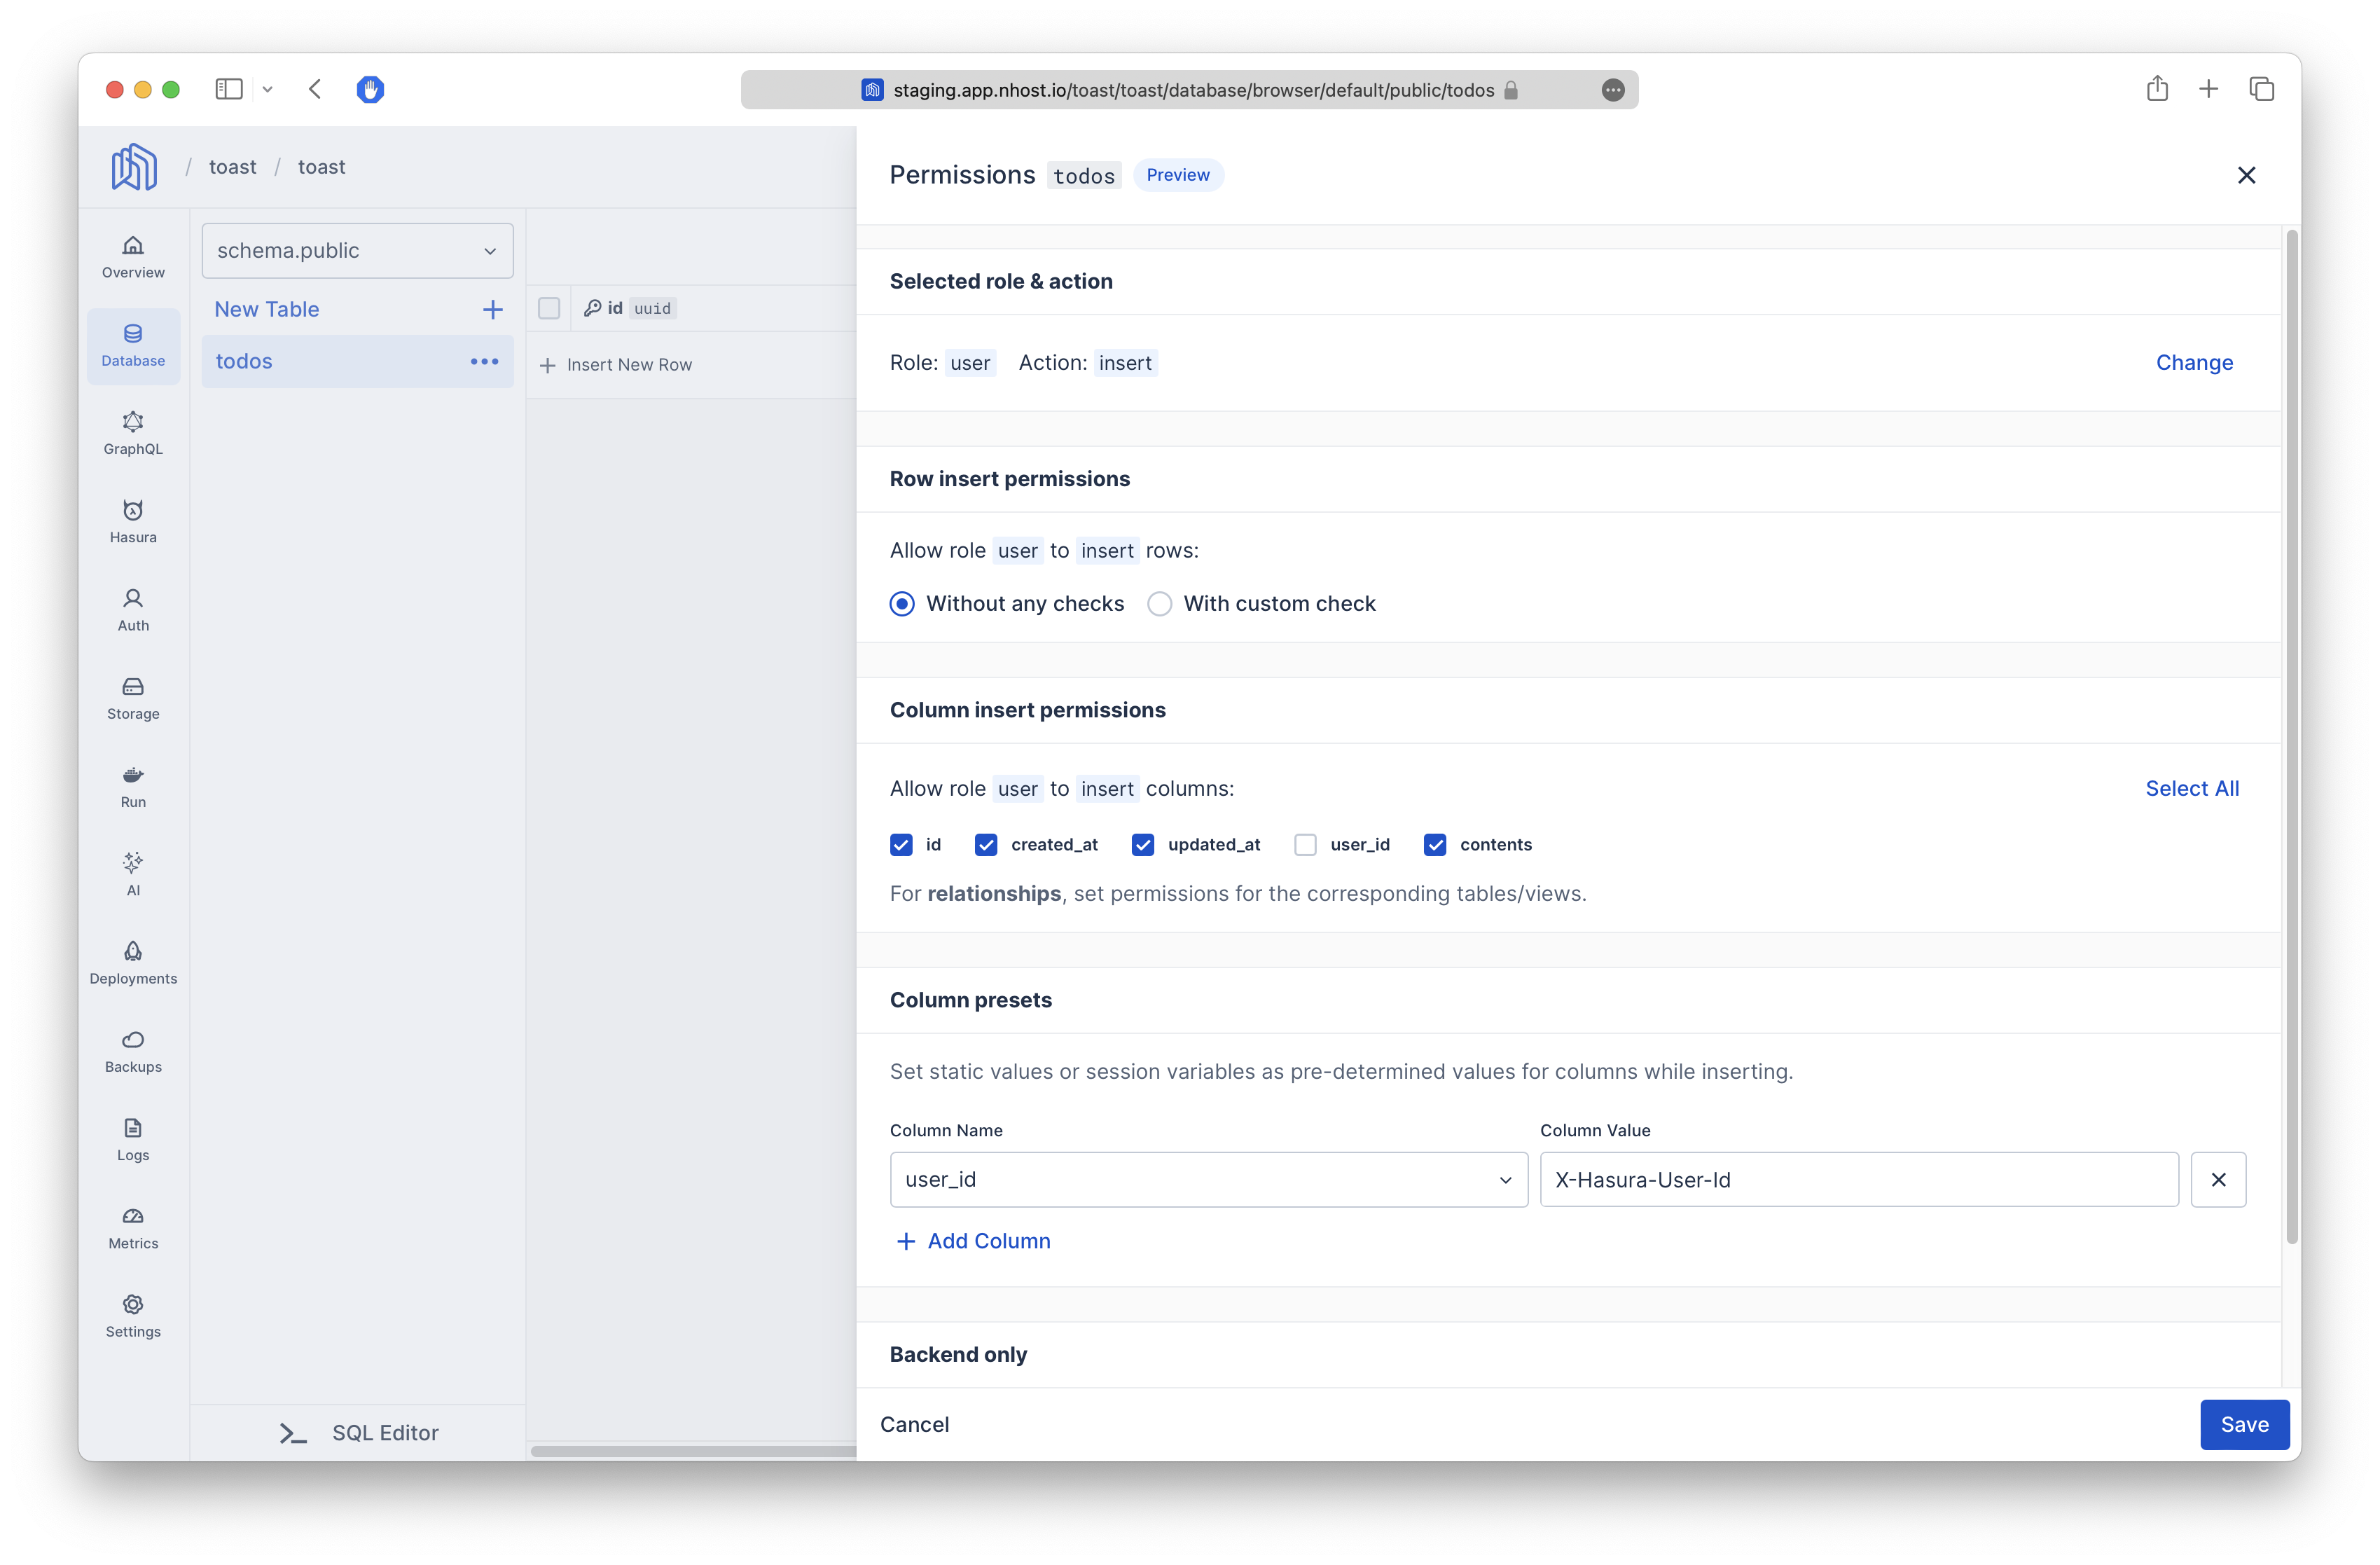 staging.app.nhost.io/toast/toast/database/browser/default/public/todos
/ toast / toast
Overview
Database
GraphQL
Hasura
Auth
Storage
Run
AI
Deployments
Backups
Logs
Metrics
Settings
schema.public
New Table
todos
SQL Editor
id uuid
Insert New Row
Permissions todos Preview
Selected role & action
Role: user Action: insert Change
Row insert permissions
Allow role user to insert rows:
Without any checks With custom check
Column insert permissions
Allow role user to insert columns: Select All
id created_at updated_at user_id contents
For relationships, set permissions for the corresponding tables/views.
Column presets
Set static values or session variables as pre-determined values for columns while inserting.
Column Name Column Value
user_id X-Hasura-User-Id
Add Column
Backend only
Cancel Save